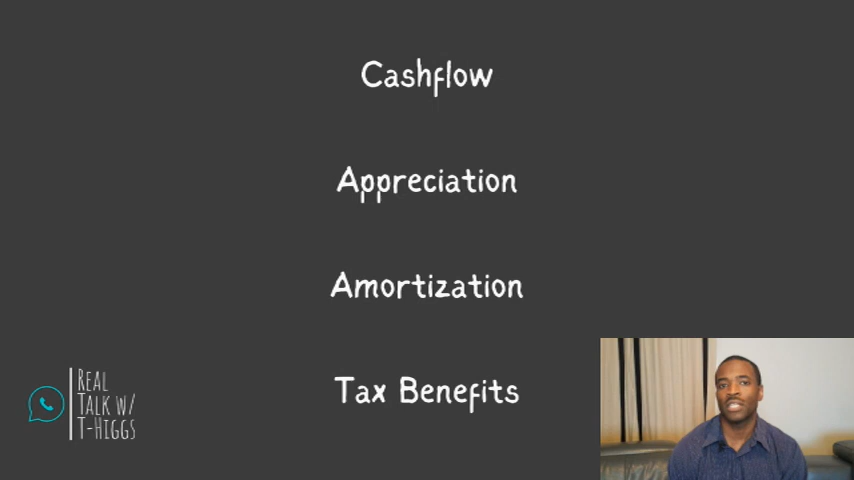 Cashflow
Appreciation
Amortization
Tax Benefits
REAL
TALK W/
T-HIGGS